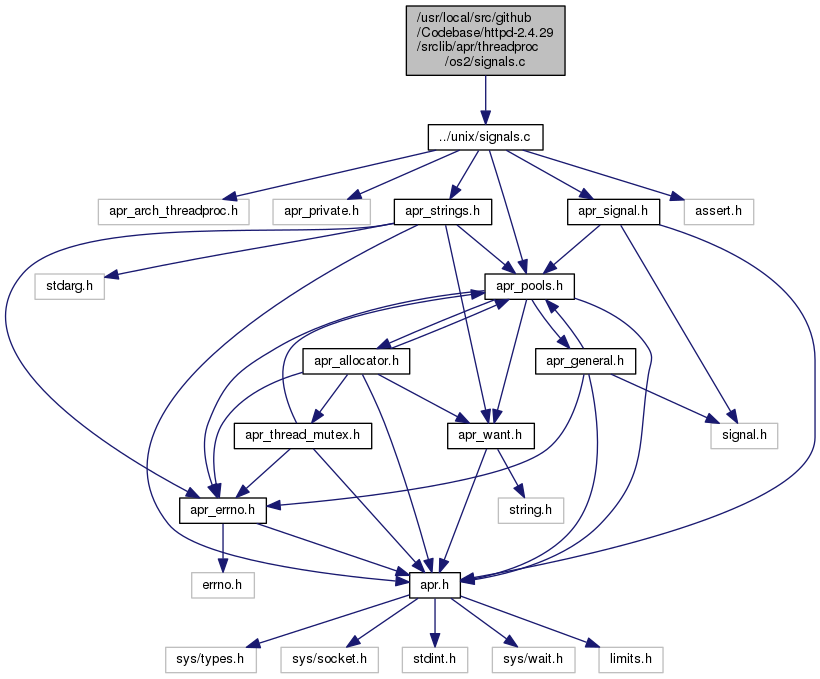 /usr/local/src/github
/Codebase/httpd-2.4.29
/srclib/apr/threadproc
/os2/signals.c
../unix/signals.c
apr_arch_threadproc.h
apr_private.h
apr_strings.h
apr_signal.h
assert.h
stdarg.h
apr_pools.h
apr_allocator.h
apr_general.h
apr_thread_mutex.h
apr_want.h
signal.h
apr_errno.h
string.h
errno.h
apr.h
sys/types.h
sys/socket.h
stdint.h
sys/wait.h
limits.h